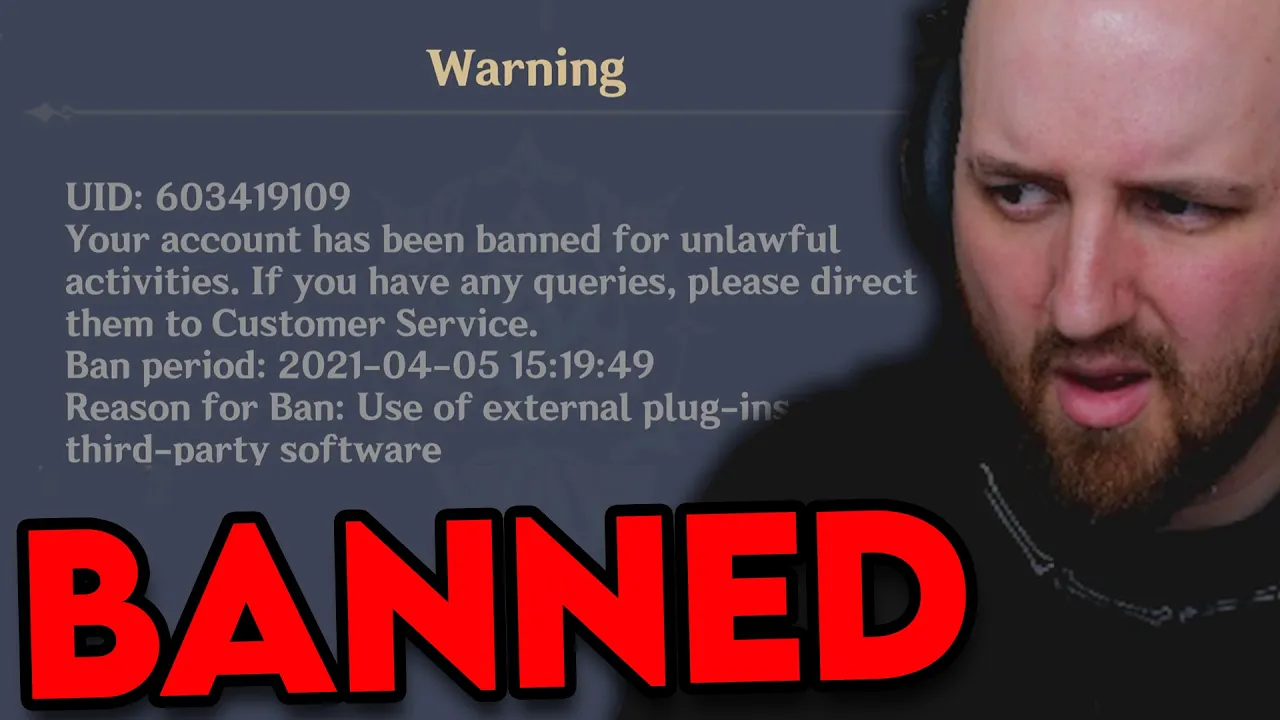 Warning
UID: 603419109
Your account has been banned for unlawful
activities. If you have any queries, please direct
them to Customer Service.
Ban period: 2021-04-05 15:19:49
Reason for Ban: Use of external plug-ins
third-party software
BANNED